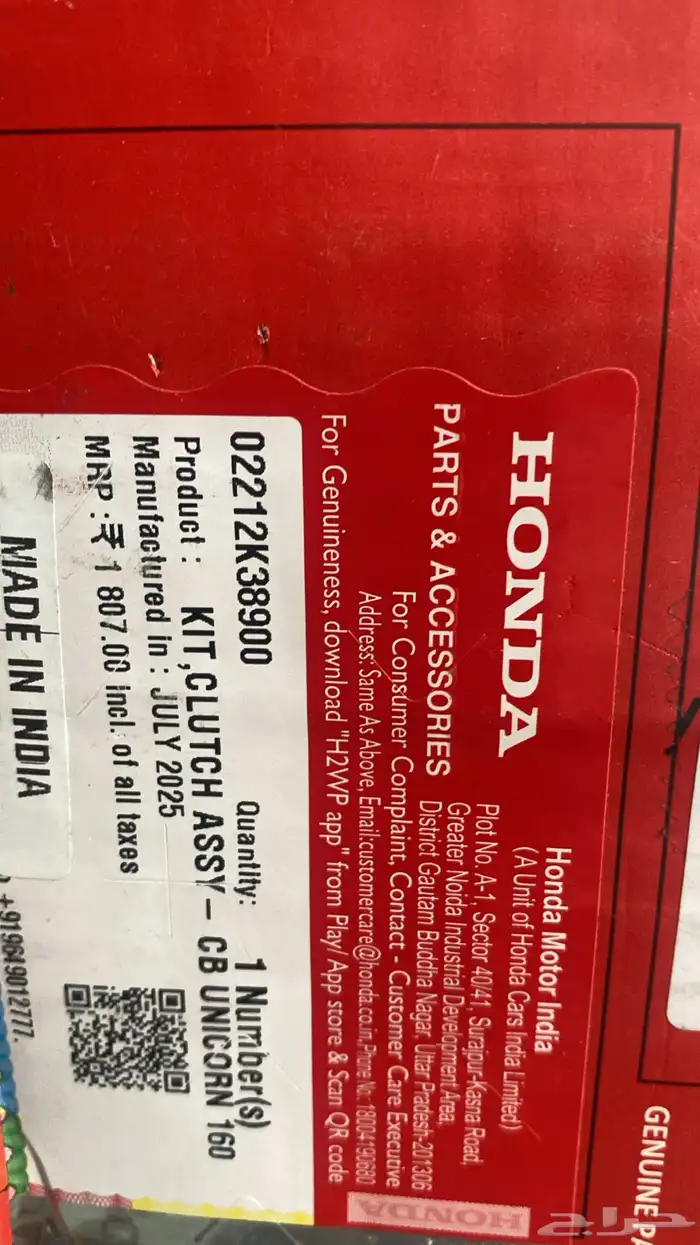 HONDA
PARTS & ACCESSORIES
Honda Motor India
(A Unit of Honda Cars India Limited)
Plot No. A-1, Sector 40/41, Surajpur-Kasna Road,
Greater Noida Industrial Development Area,
District Gautam Buddha Nagar, Uttar Pradesh-201306
For Consumer Complaint, Contact - Customer Care Executive
Address: Same As Above, Email:customercare@honda.co.in, Phone No.: 18004190680
For Genuineness, download "H2WP app" from Play/ App store & Scan QR code
02212K38900 Quantity: 1 Number(s)
Product : KIT,CLUTCH ASSY – CB UNICORN 160
Manufactured in : JULY 2025
MRP : ₹ 1 807.00 incl. of all taxes
MADE IN INDIA
+919649012777.
GENUINE
HONDA
حراج